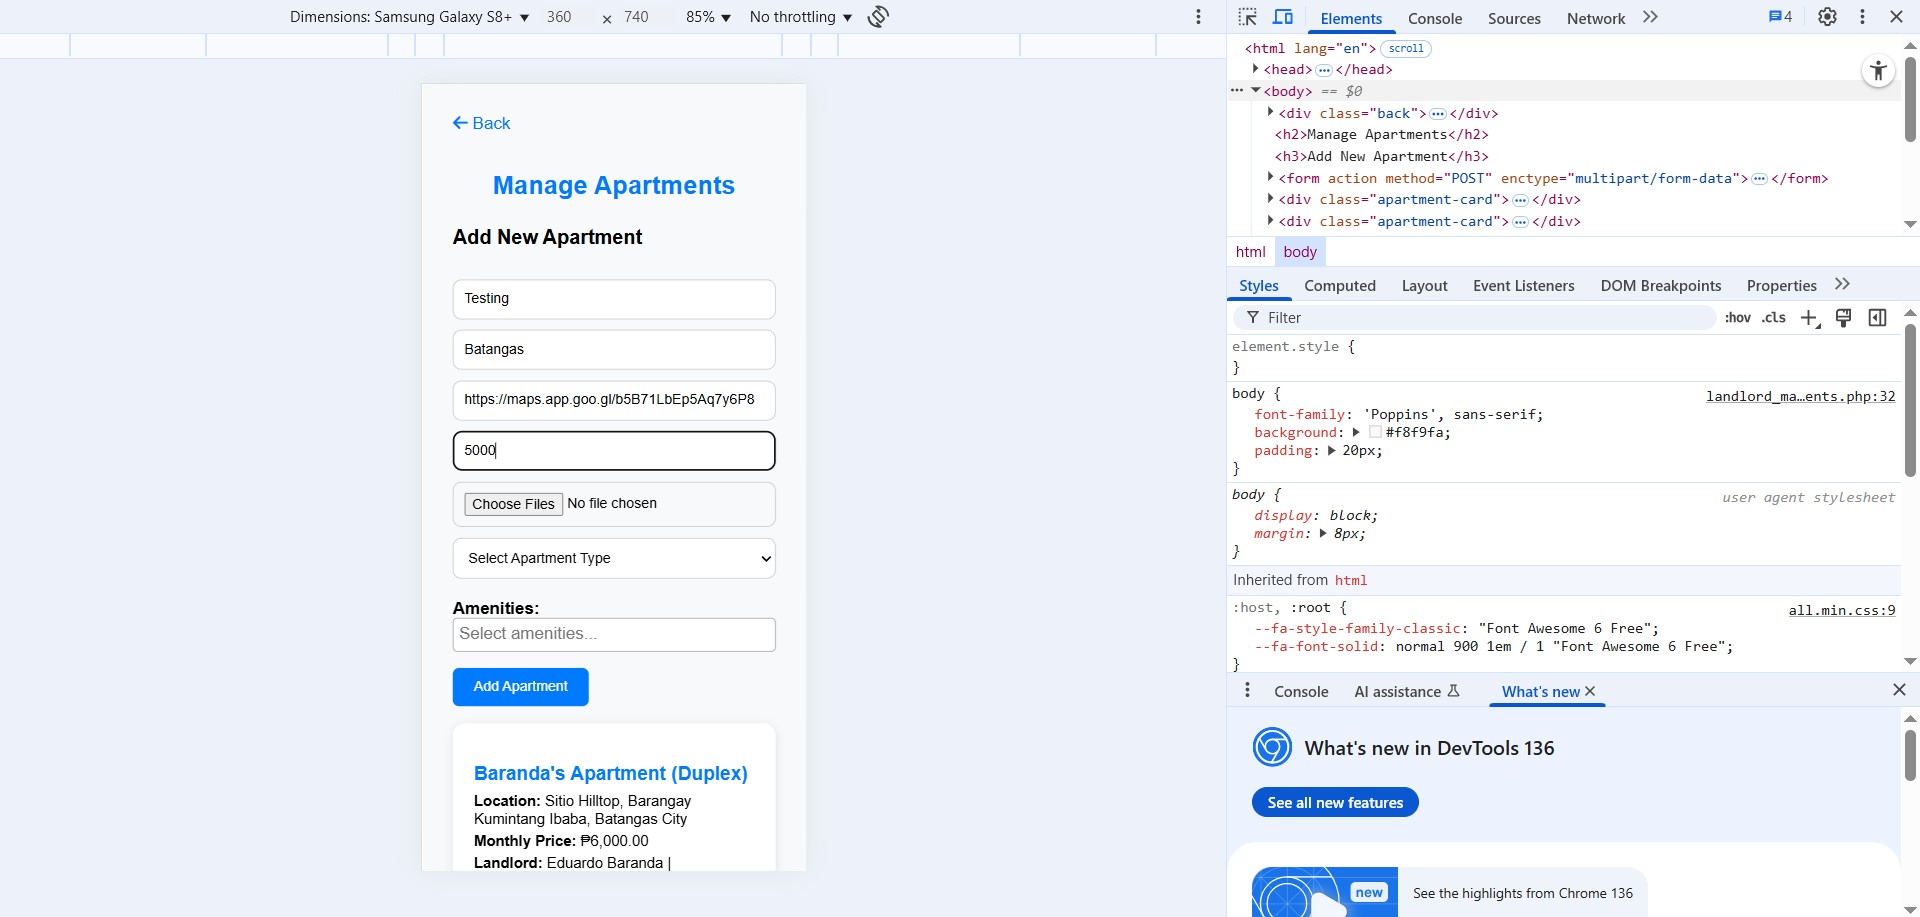 Dimensions: Samsung Galaxy S8+ ▼ 360 × 740 85% ▼ No throttling ▼
Back
Manage Apartments
Add New Apartment
Testing
Batangas
https://maps.app.goo.gl/b5B71LbEp5Aq7y6P8
5000
Choose Files No file chosen
Select Apartment Type
Amenities:
Select amenities...
Add Apartment
Baranda's Apartment (Duplex)
Location: Sitio Hilltop, Barangay
Kumintang Ibaba, Batangas City
Monthly Price: ₱6,000.00
Landlord: Eduardo Baranda |
Elements Console Sources Network 4
<html lang="en"> scroll
<head> ••• </head>
••• <body> == $0
<div class="back"> ••• </div>
<h2>Manage Apartments</h2>
<h3>Add New Apartment</h3>
<form action method="POST" enctype="multipart/form-data"> ••• </form>
<div class="apartment-card"> ••• </div>
<div class="apartment-card"> ••• </div>
html body
Styles Computed Layout Event Listeners DOM Breakpoints Properties
Filter :hov .cls
element.style {
}
body { landlord_ma…ents.php:32
font-family: 'Poppins', sans-serif;
background: #f8f9fa;
padding: 20px;
}
body { user agent stylesheet
display: block;
margin: 8px;
}
Inherited from html
:host, :root { all.min.css:9
--fa-style-family-classic: "Font Awesome 6 Free";
--fa-font-solid: normal 900 1em / 1 "Font Awesome 6 Free";
}
Console AI assistance What's new
What's new in DevTools 136
See all new features
new
See the highlights from Chrome 136